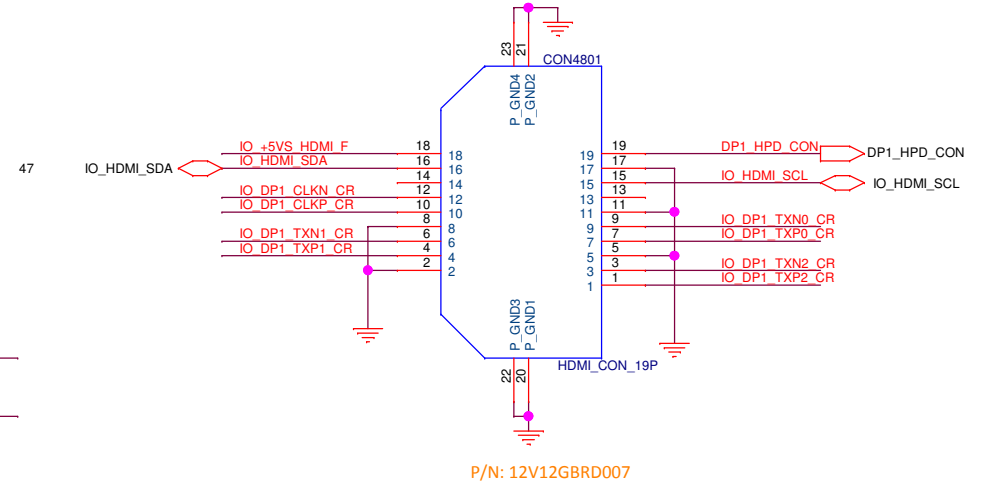 23
21
CON4801
P_GND4
P_GND2
IO_+5VS_HDMI_F 18 18
19 19 DP1_HPD_CON DP1_HPD_CON
47 IO_HDMI_SDA IO_HDMI_SDA 16 16
17 17
14 14
15 15 IO_HDMI_SCL IO_HDMI_SCL
IO_DP1_CLKN_CR 12 12
13 13
IO_DP1_CLKP_CR 10 10
11 11
8 8
9 9 IO_DP1_TXN0_CR
IO_DP1_TXN1_CR 6 6
7 7 IO_DP1_TXP0_CR
IO_DP1_TXP1_CR 4 4
5 5
2 2
3 3 IO_DP1_TXN2_CR
1 1 IO_DP1_TXP2_CR
P_GND3
P_GND1
HDMI_CON_19P
22
20
P/N: 12V12GBRD007